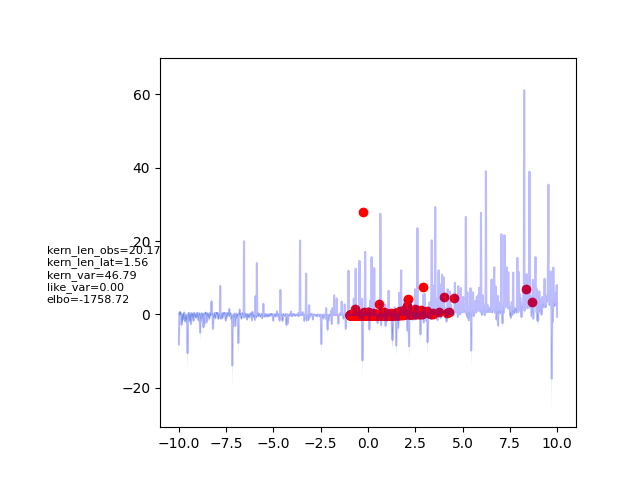 60
40
20
0
−20
kern_len_obs=20.17
kern_len_lat=1.56
kern_var=46.79
like_var=0.00
elbo=-1758.72
−10.0 −7.5 −5.0 −2.5 0.0 2.5 5.0 7.5 10.0